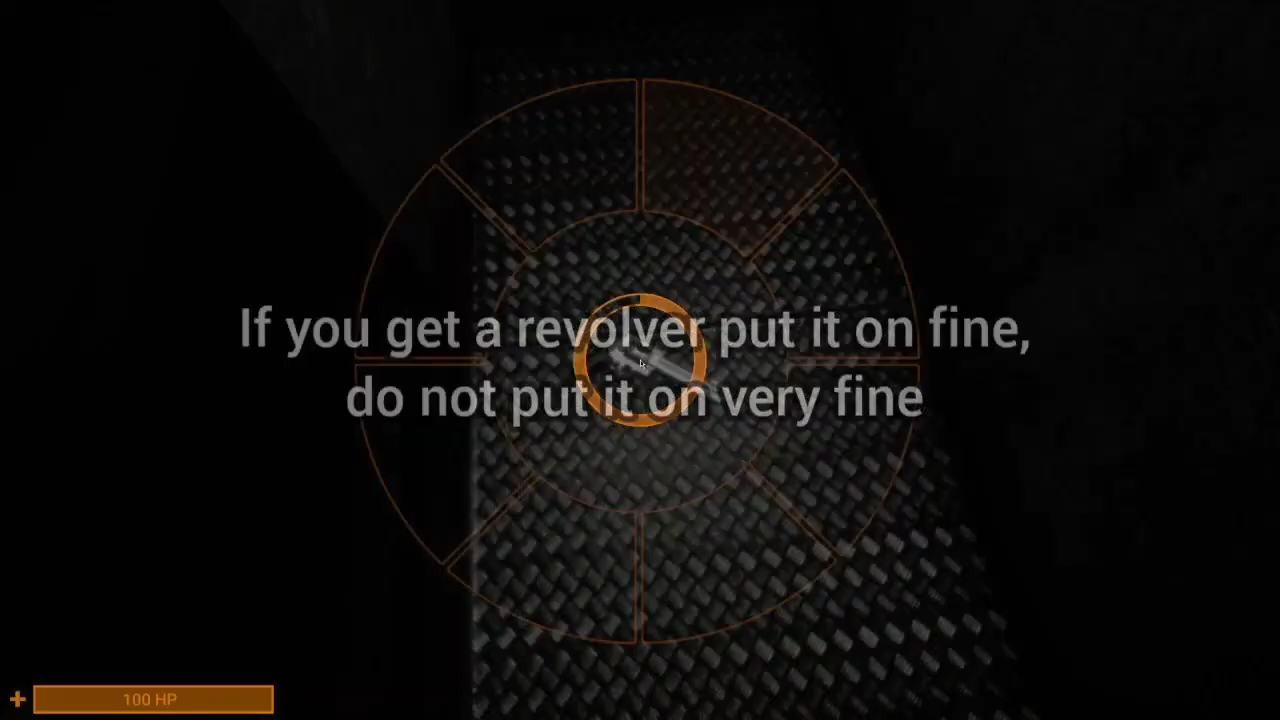 If you get a revolver put it on fine,
do not put it on very fine
100 HP